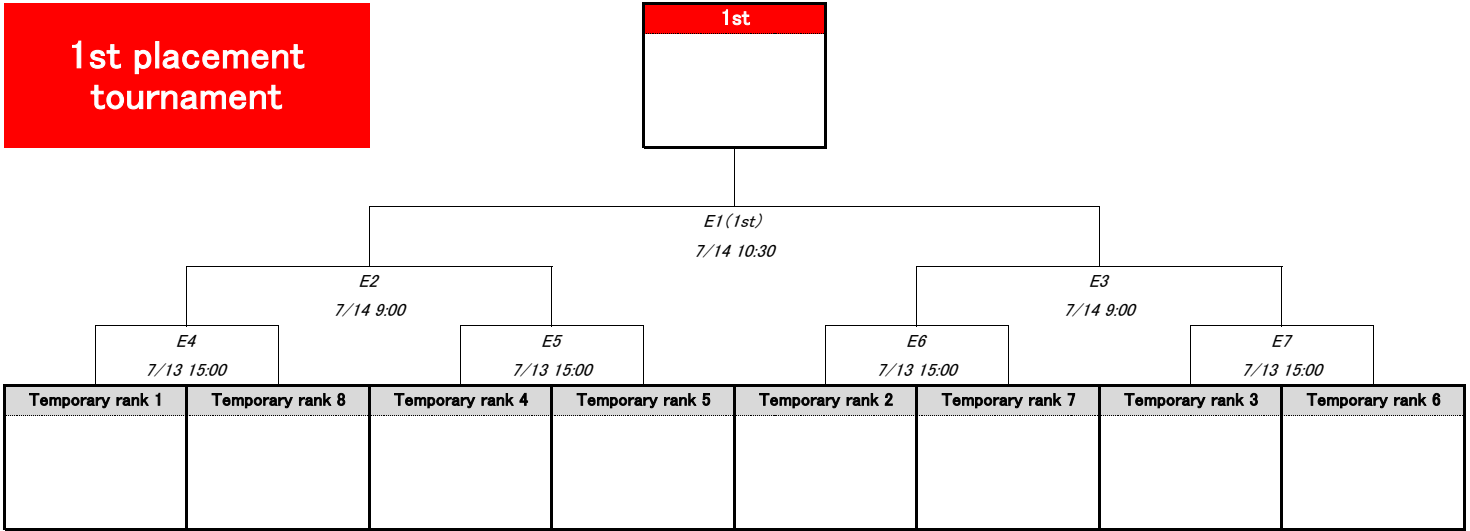 1st placement
tournament
1st
E1(1st)
7/14 10:30
E2
E3
7/14 9:00
7/14 9:00
E4
E5
E6
E7
7/13 15:00
7/13 15:00
7/13 15:00
7/13 15:00
Temporary rank 1
Temporary rank 8
Temporary rank 4
Temporary rank 5
Temporary rank 2
Temporary rank 7
Temporary rank 3
Temporary rank 6